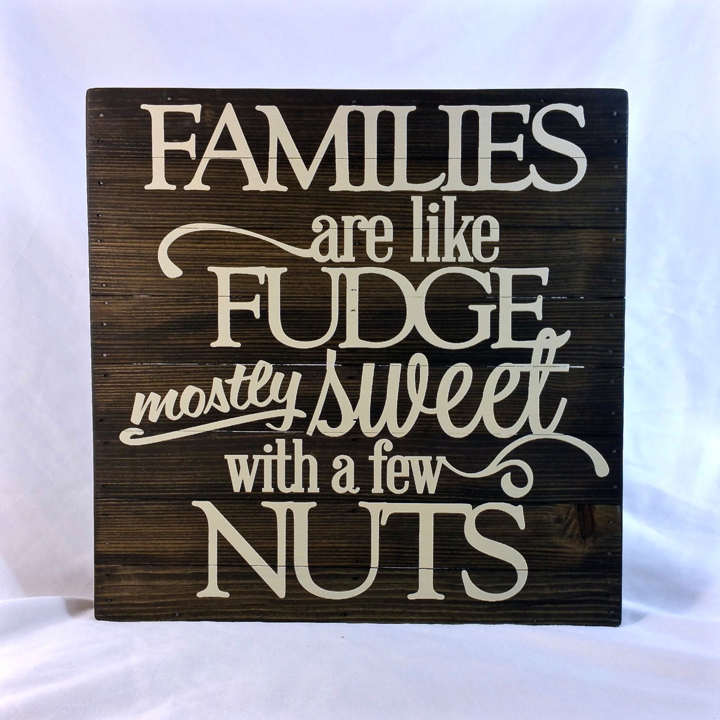 FAMILIES
are like
FUDGE
mostly sweet
with a few
NUTS